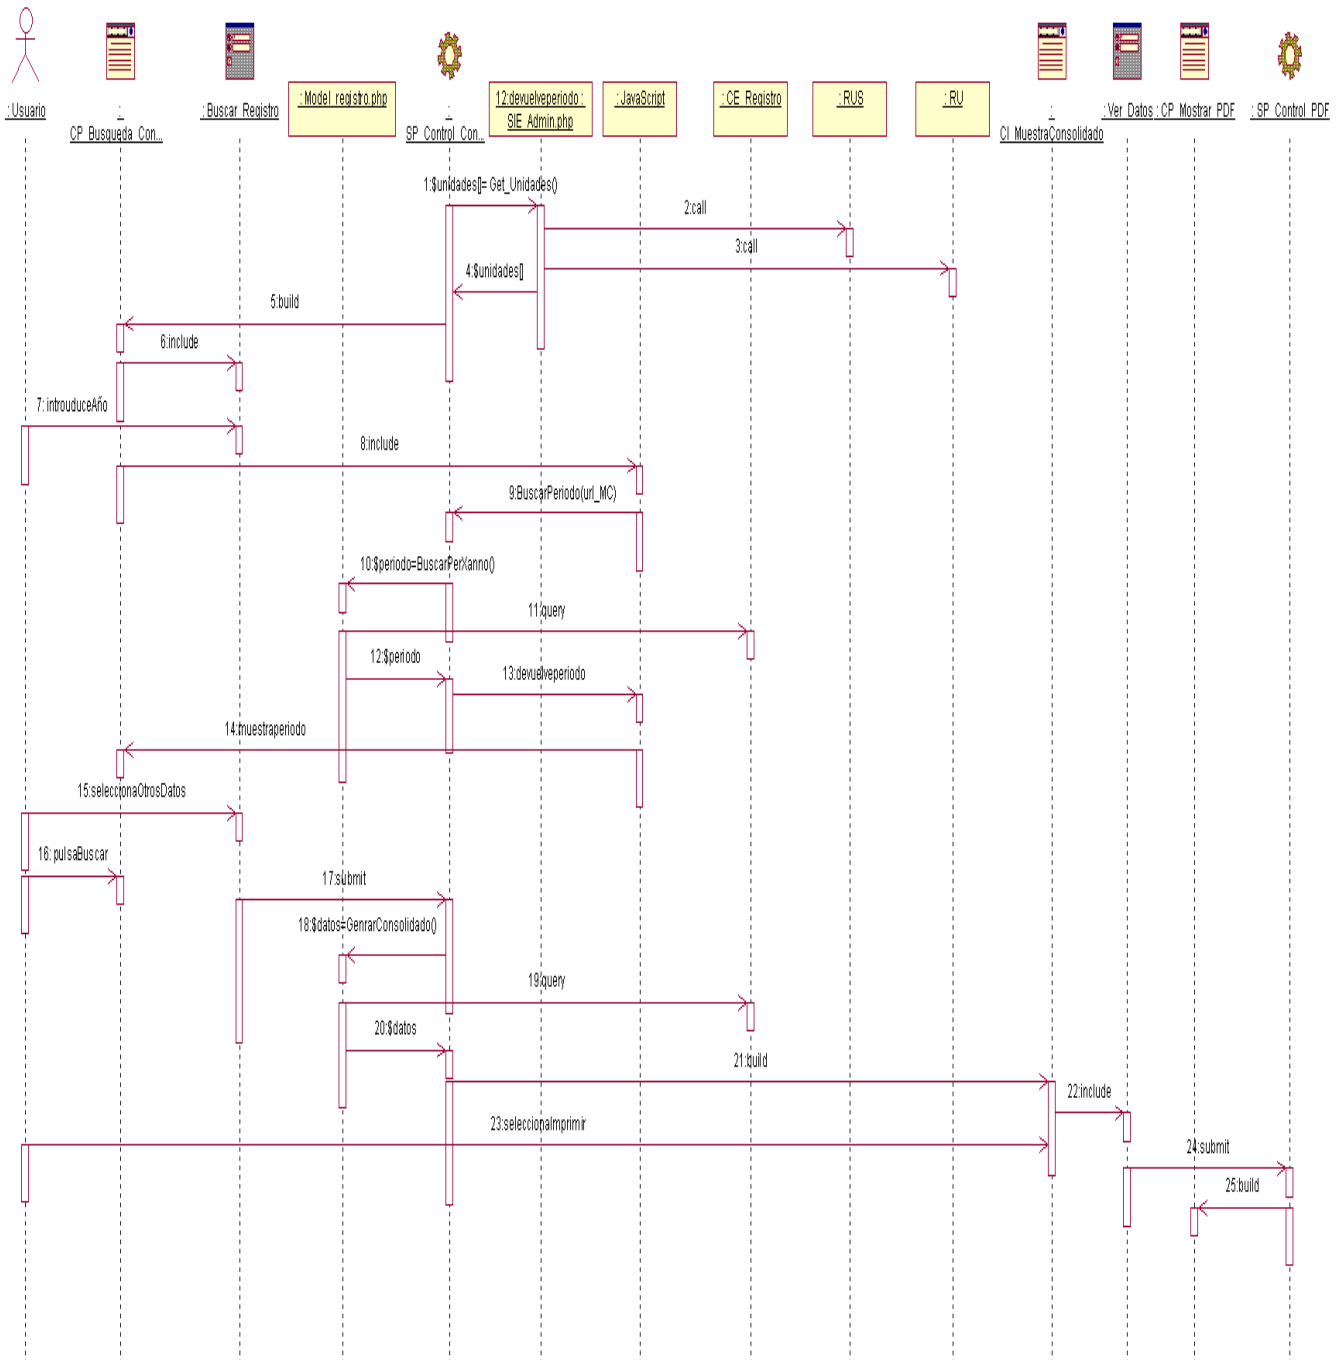 : Usuario
:
CP_Busqueda_Con...
: Buscar_Registro
: Model_registro.php
:
SP_Control_Con...
12:devuelveperiodo :
SIE_Admin.php
: JavaScript
: CE_Registro
: RUS
: RU
:
CI_MuestraConsolidado
: Ver_Datos
: CP_Mostrar_PDF
: SP_Control_PDF
1:$unidades[]= Get_Unidades()
2:call
3:call
4:$unidades[]
5:build
6:include
7: introuduceAño
8:include
9:BuscarPeriodo(url_MC)
10:$periodo=BuscarPerXanno()
11:query
12:$periodo
13:devuelveperiodo
14:muestraperiodo
15:seleccionaOtrosDatos
16: pulsaBuscar
17:submit
18:$datos=GenrarConsolidado()
19:query
20:$datos
21:build
22:include
23:seleccionaImprimir
24:submit
25:build